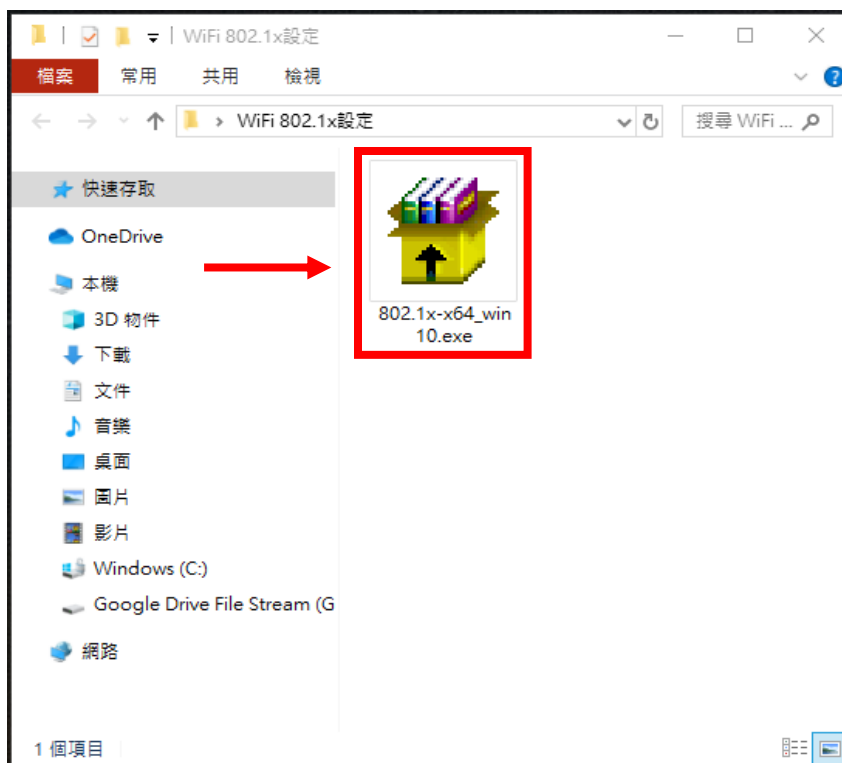 WiFi 802.1x設定
檔案 常用 共用 檢視
WiFi 802.1x設定 搜尋 WiFi ...
快速存取
OneDrive
本機
3D 物件
下載
文件
音樂
桌面
圖片
影片
Windows (C:)
Google Drive File Stream (G
網路
802.1x-x64_win
10.exe
1 個項目